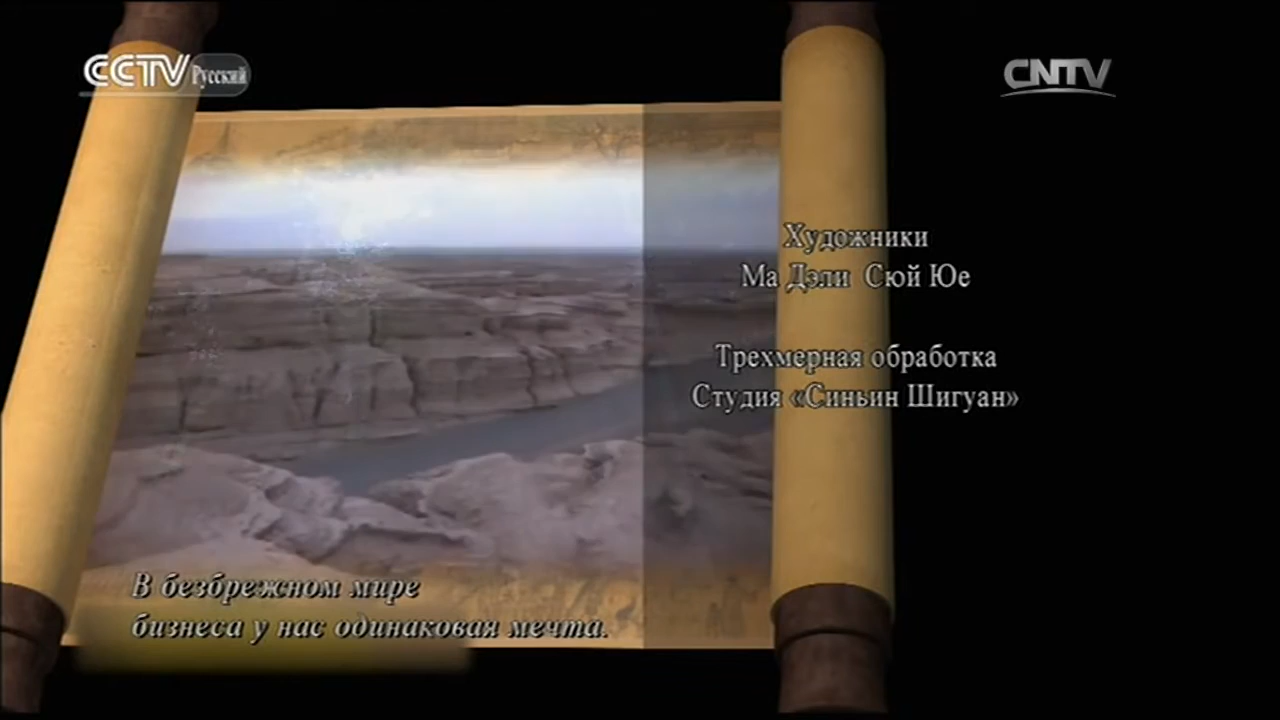 CCTV Русский
CNTV
Художники
Ма Дэли Сюй Юе
Трехмерная обработка
Студия «Синьин Шигуан»
В безбрежном мире
бизнеса у нас одинаковая мечта.